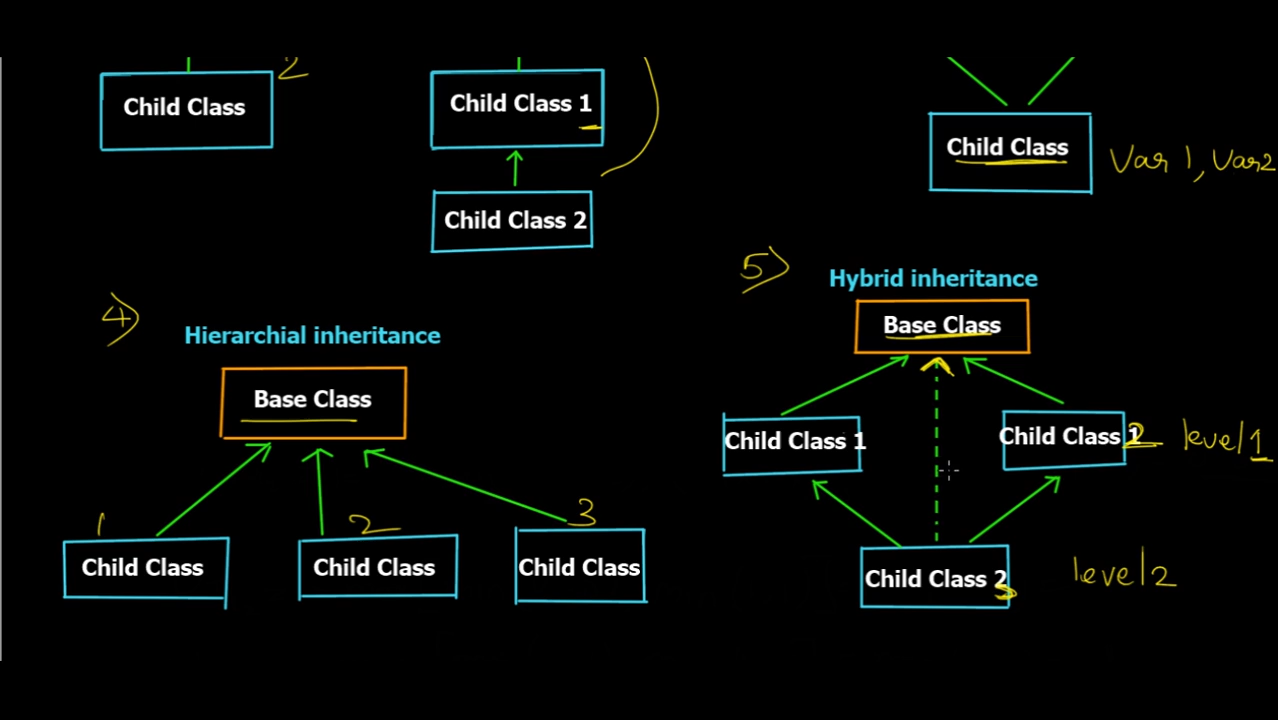 Child Class
2
Child Class 1
Child Class 2
Child Class
Var 1, Var2
4)
Hierarchial inheritance
Base Class
1
2
3
Child Class
Child Class
Child Class
5)
Hybrid inheritance
Base Class
Child Class 1
Child Class 2
level 1
Child Class 3
level 2